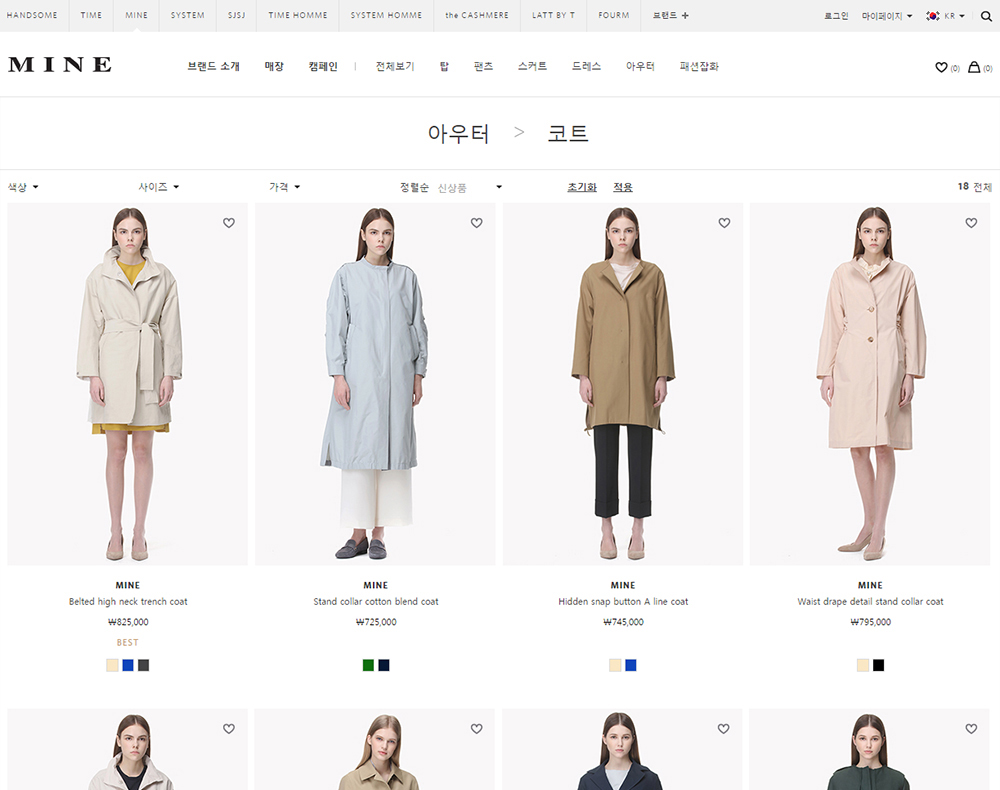 HANDSOME TIME MINE SYSTEM SJSJ TIME HOMME SYSTEM HOMME the CASHMERE LATT BY T FOURM 브랜드 + 로그인 마이페이지 KR
MINE 브랜드 소개 매장 캠페인 | 전체보기 탑 팬츠 스커트 드레스 아우터 패션잡화 (0) (0)
아우터 > 코트
색상 사이즈 가격 정렬순 신상품 초기화 적용 18 전체
MINE
Belted high neck trench coat
₩825,000
BEST
MINE
Stand collar cotton blend coat
₩725,000
MINE
Hidden snap button A line coat
₩745,000
MINE
Waist drape detail stand collar coat
₩795,000